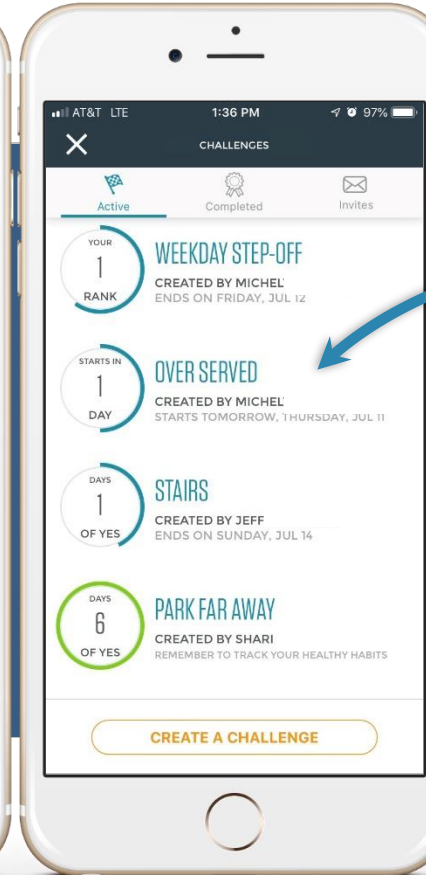 AT&T LTE 1:36 PM 97%
CHALLENGES
Active Completed Invites
YOUR
1
RANK
WEEKDAY STEP-OFF
CREATED BY MICHEL
ENDS ON FRIDAY, JUL 12
STARTS IN
1
DAY
OVER SERVED
CREATED BY MICHEL
STARTS TOMORROW, THURSDAY, JUL 11
DAYS
1
OF YES
STAIRS
CREATED BY JEFF
ENDS ON SUNDAY, JUL 14
DAYS
6
OF YES
PARK FAR AWAY
CREATED BY SHARI
REMEMBER TO TRACK YOUR HEALTHY HABITS
CREATE A CHALLENGE